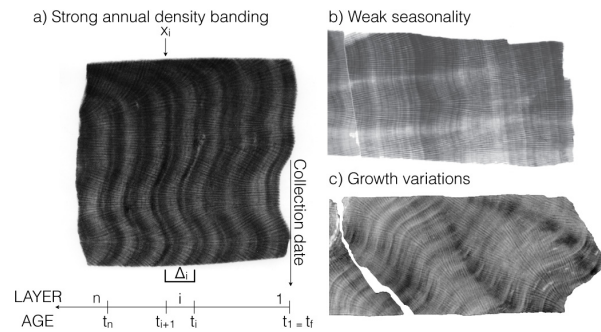 a) Strong annual density banding
xi
Collection date
Δi
LAYER n i 1
AGE tn ti+1 ti t1 = tf
b) Weak seasonality
c) Growth variations